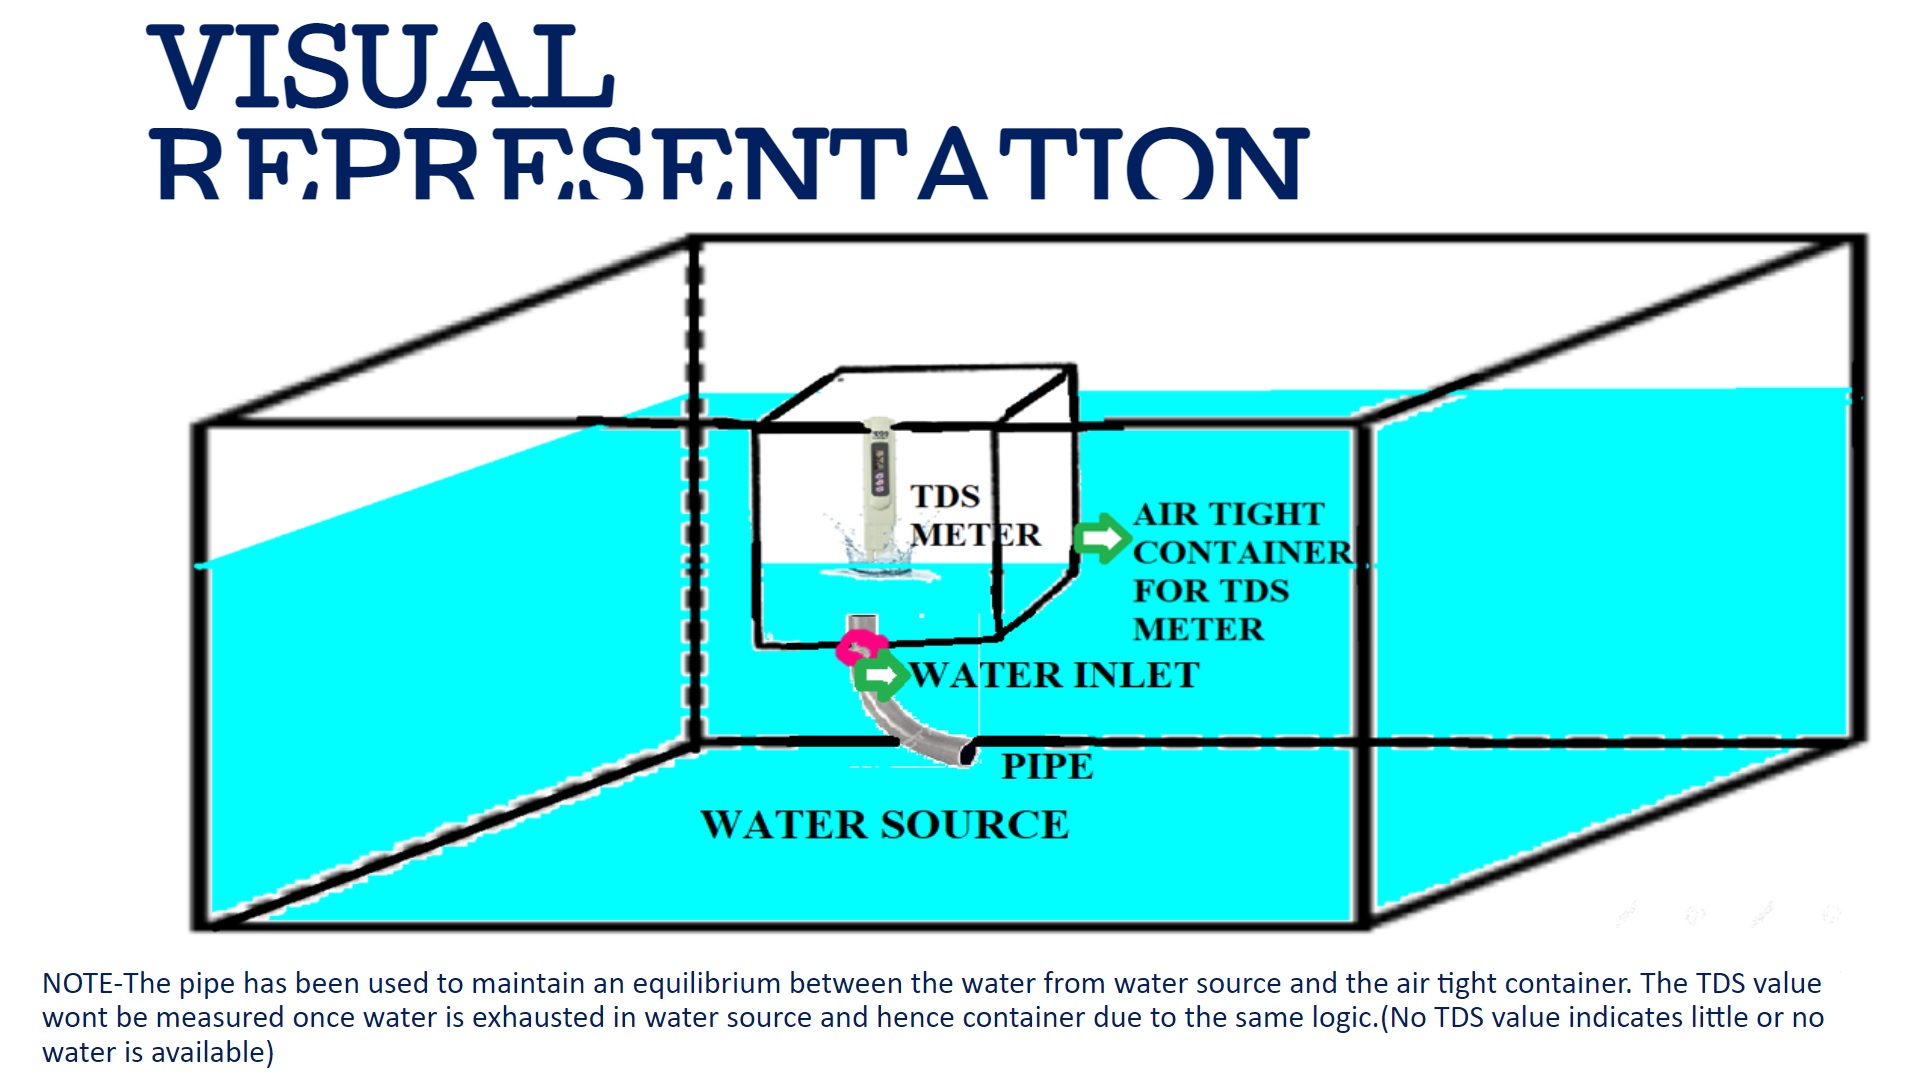 VISUAL
REPRESENTATION
TDS
METER
AIR TIGHT
CONTAINER
FOR TDS
METER
WATER INLET
PIPE
WATER SOURCE
NOTE-The pipe has been used to maintain an equilibrium between the water from water source and the air tight container. The TDS value
wont be measured once water is exhausted in water source and hence container due to the same logic.(No TDS value indicates little or no
water is available)